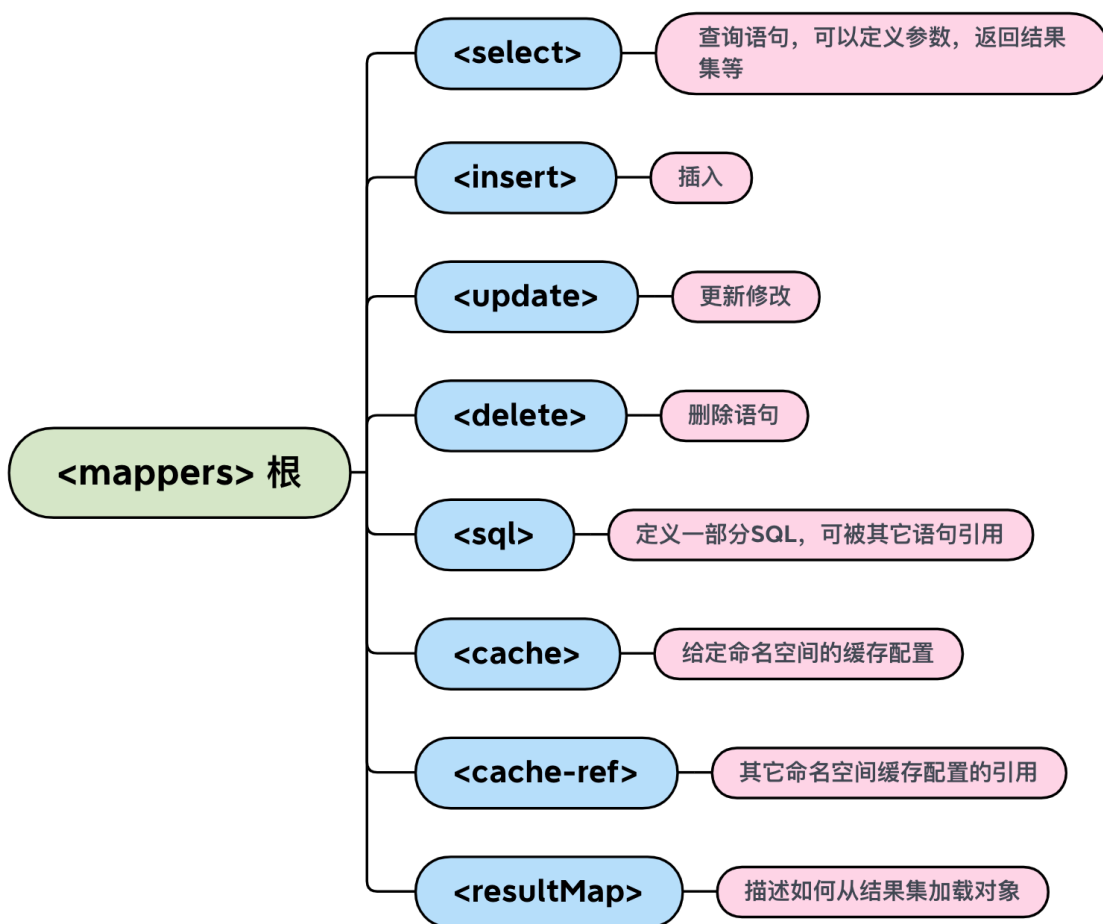 <select>
查询语句，可以定义参数，返回结果
集等
<insert>
插入
<update>
更新修改
<delete>
删除语句
<mappers> 根
<sql>
定义一部分SQL，可被其它语句引用
<cache>
给定命名空间的缓存配置
<cache-ref>
其它命名空间缓存配置的引用
<resultMap>
描述如何从结果集加载对象